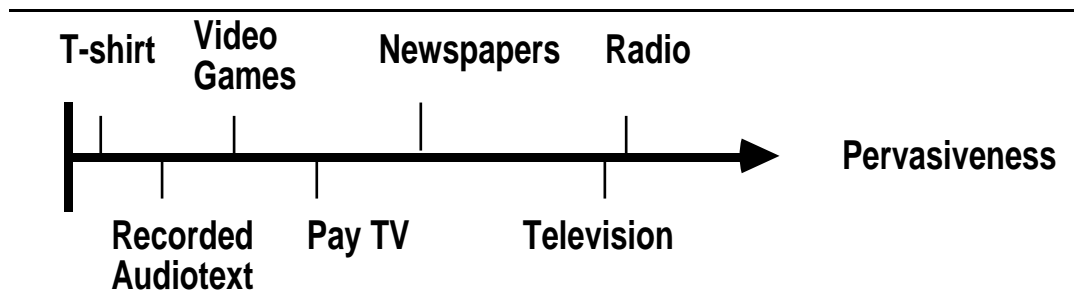 T-shirt
Video
Games
Newspapers
Radio
Pervasiveness
Recorded
Audiotext
Pay TV
Television